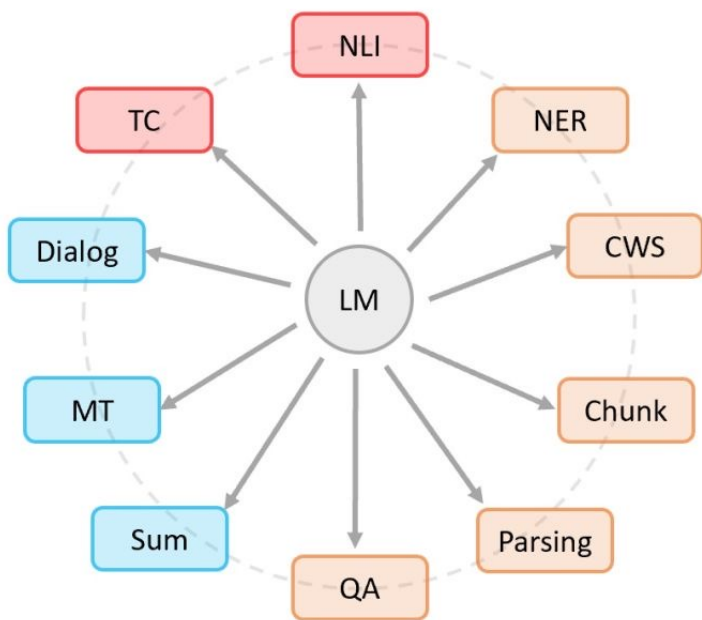 NLI
TC
NER
Dialog
CWS
LM
MT
Chunk
Sum
Parsing
QA